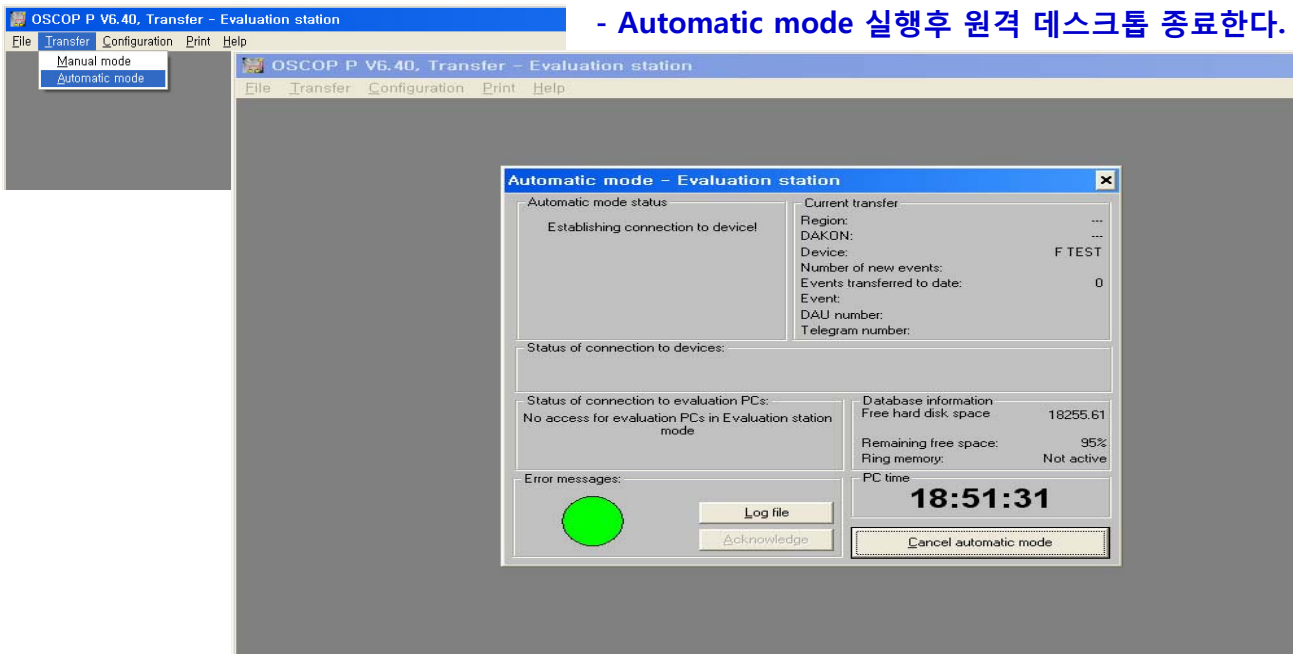 OSCOP P V6.40, Transfer - Evaluation station
- Automatic mode 실행후 원격 데스크톱 종료한다.
File Transfer Configuration Print Help
Manual mode
Automatic mode
OSCOP P V6.40, Transfer - Evaluation station
File Transfer Configuration Print Help
Automatic mode - Evaluation station
Automatic mode status
Establishing connection to device!
Current transfer
Region: ---
DAKON: ---
Device: F TEST
Number of new events:
Events transferred to date: 0
Event:
DAU number:
Telegram number:
Status of connection to devices:
Status of connection to evaluation PCs:
No access for evaluation PCs in Evaluation station
mode
Database information
Free hard disk space 18255.61
Remaining free space: 95%
Ring memory: Not active
Error messages:
Log file
Acknowledge
PC time
18:51:31
Cancel automatic mode